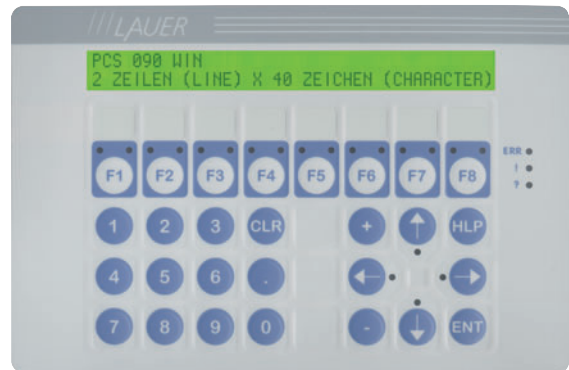 LAUER
PCS 090 WIN
2 ZEILEN (LINE) X 40 ZEICHEN (CHARACTER)
F1 F2 F3 F4 F5 F6 F7 F8
ERR
!
?
1 2 3 CLR + ↑ HLP
4 5 6 . ← →
7 8 9 0 - ↓ ENT